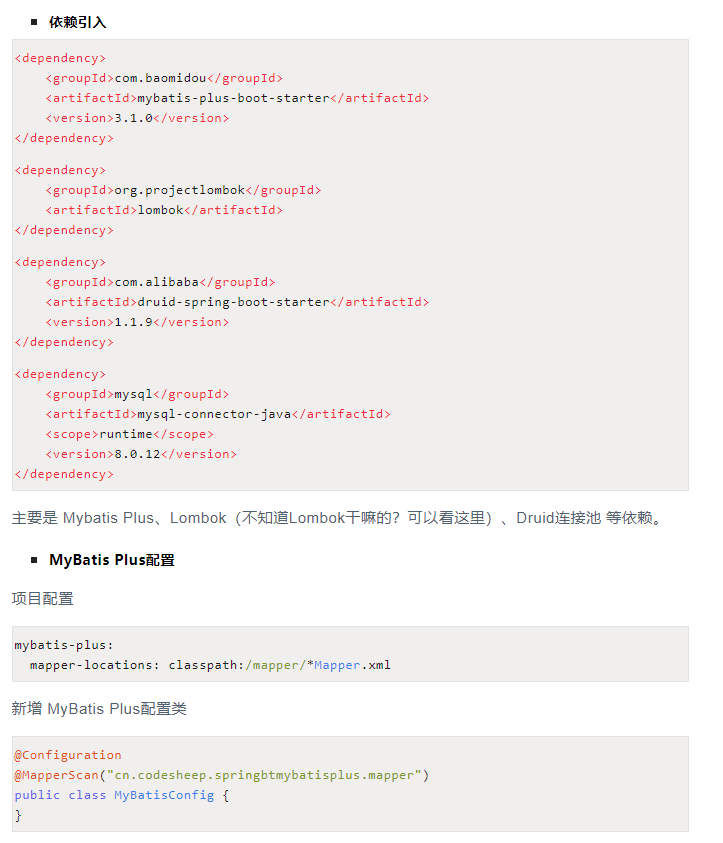 ▪ 依赖引入
<dependency>
    <groupId>com.baomidou</groupId>
    <artifactId>mybatis-plus-boot-starter</artifactId>
    <version>3.1.0</version>
</dependency>
<dependency>
    <groupId>org.projectlombok</groupId>
    <artifactId>lombok</artifactId>
</dependency>
<dependency>
    <groupId>com.alibaba</groupId>
    <artifactId>druid-spring-boot-starter</artifactId>
    <version>1.1.9</version>
</dependency>
<dependency>
    <groupId>mysql</groupId>
    <artifactId>mysql-connector-java</artifactId>
    <scope>runtime</scope>
    <version>8.0.12</version>
</dependency>
主要是 Mybatis Plus、Lombok（不知道Lombok干嘛的？可以看这里）、Druid连接池 等依赖。
▪ MyBatis Plus配置
项目配置
mybatis-plus:
  mapper-locations: classpath:/mapper/*Mapper.xml
新增 MyBatis Plus配置类
@Configuration
@MapperScan("cn.codesheep.springbtmybatisplus.mapper")
public class MyBatisConfig {
}